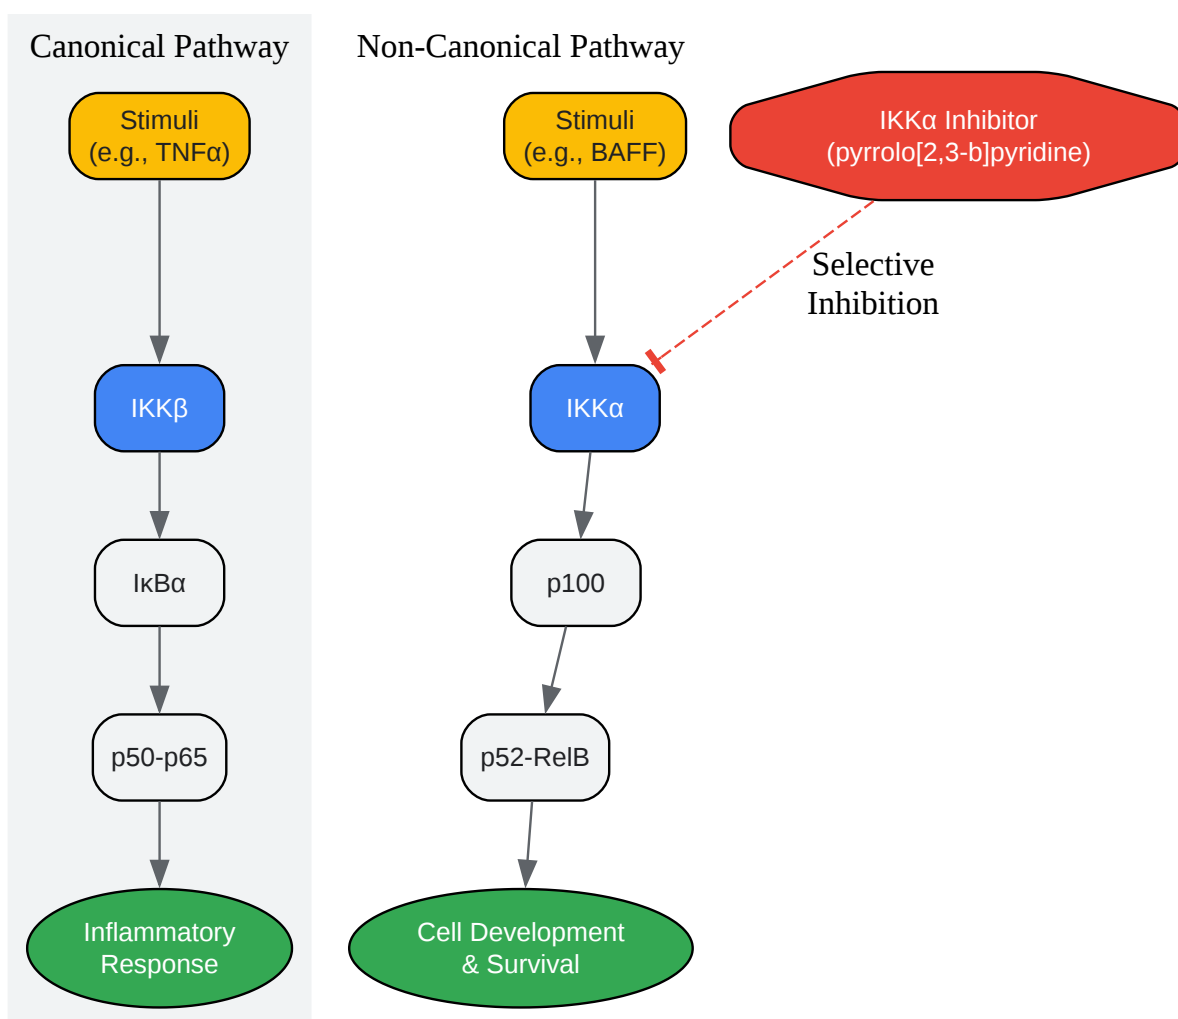 Canonical Pathway
Stimuli
(e.g., TNFα)
IKKβ
IκBα
p50-p65
Inflammatory
Response
Non-Canonical Pathway
Stimuli
(e.g., BAFF)
IKKα
p100
p52-RelB
Cell Development
& Survival
IKKα Inhibitor
(pyrrolo[2,3-b]pyridine)
Selective
Inhibition